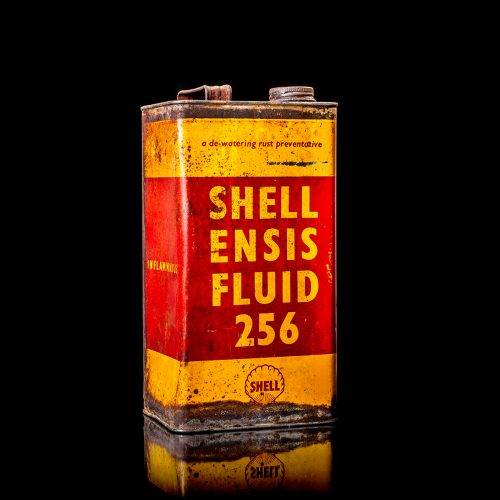 a de-watering rust preventative
SHELL
ENSIS
FLUID
256
INFLAMMABLE
SHELL